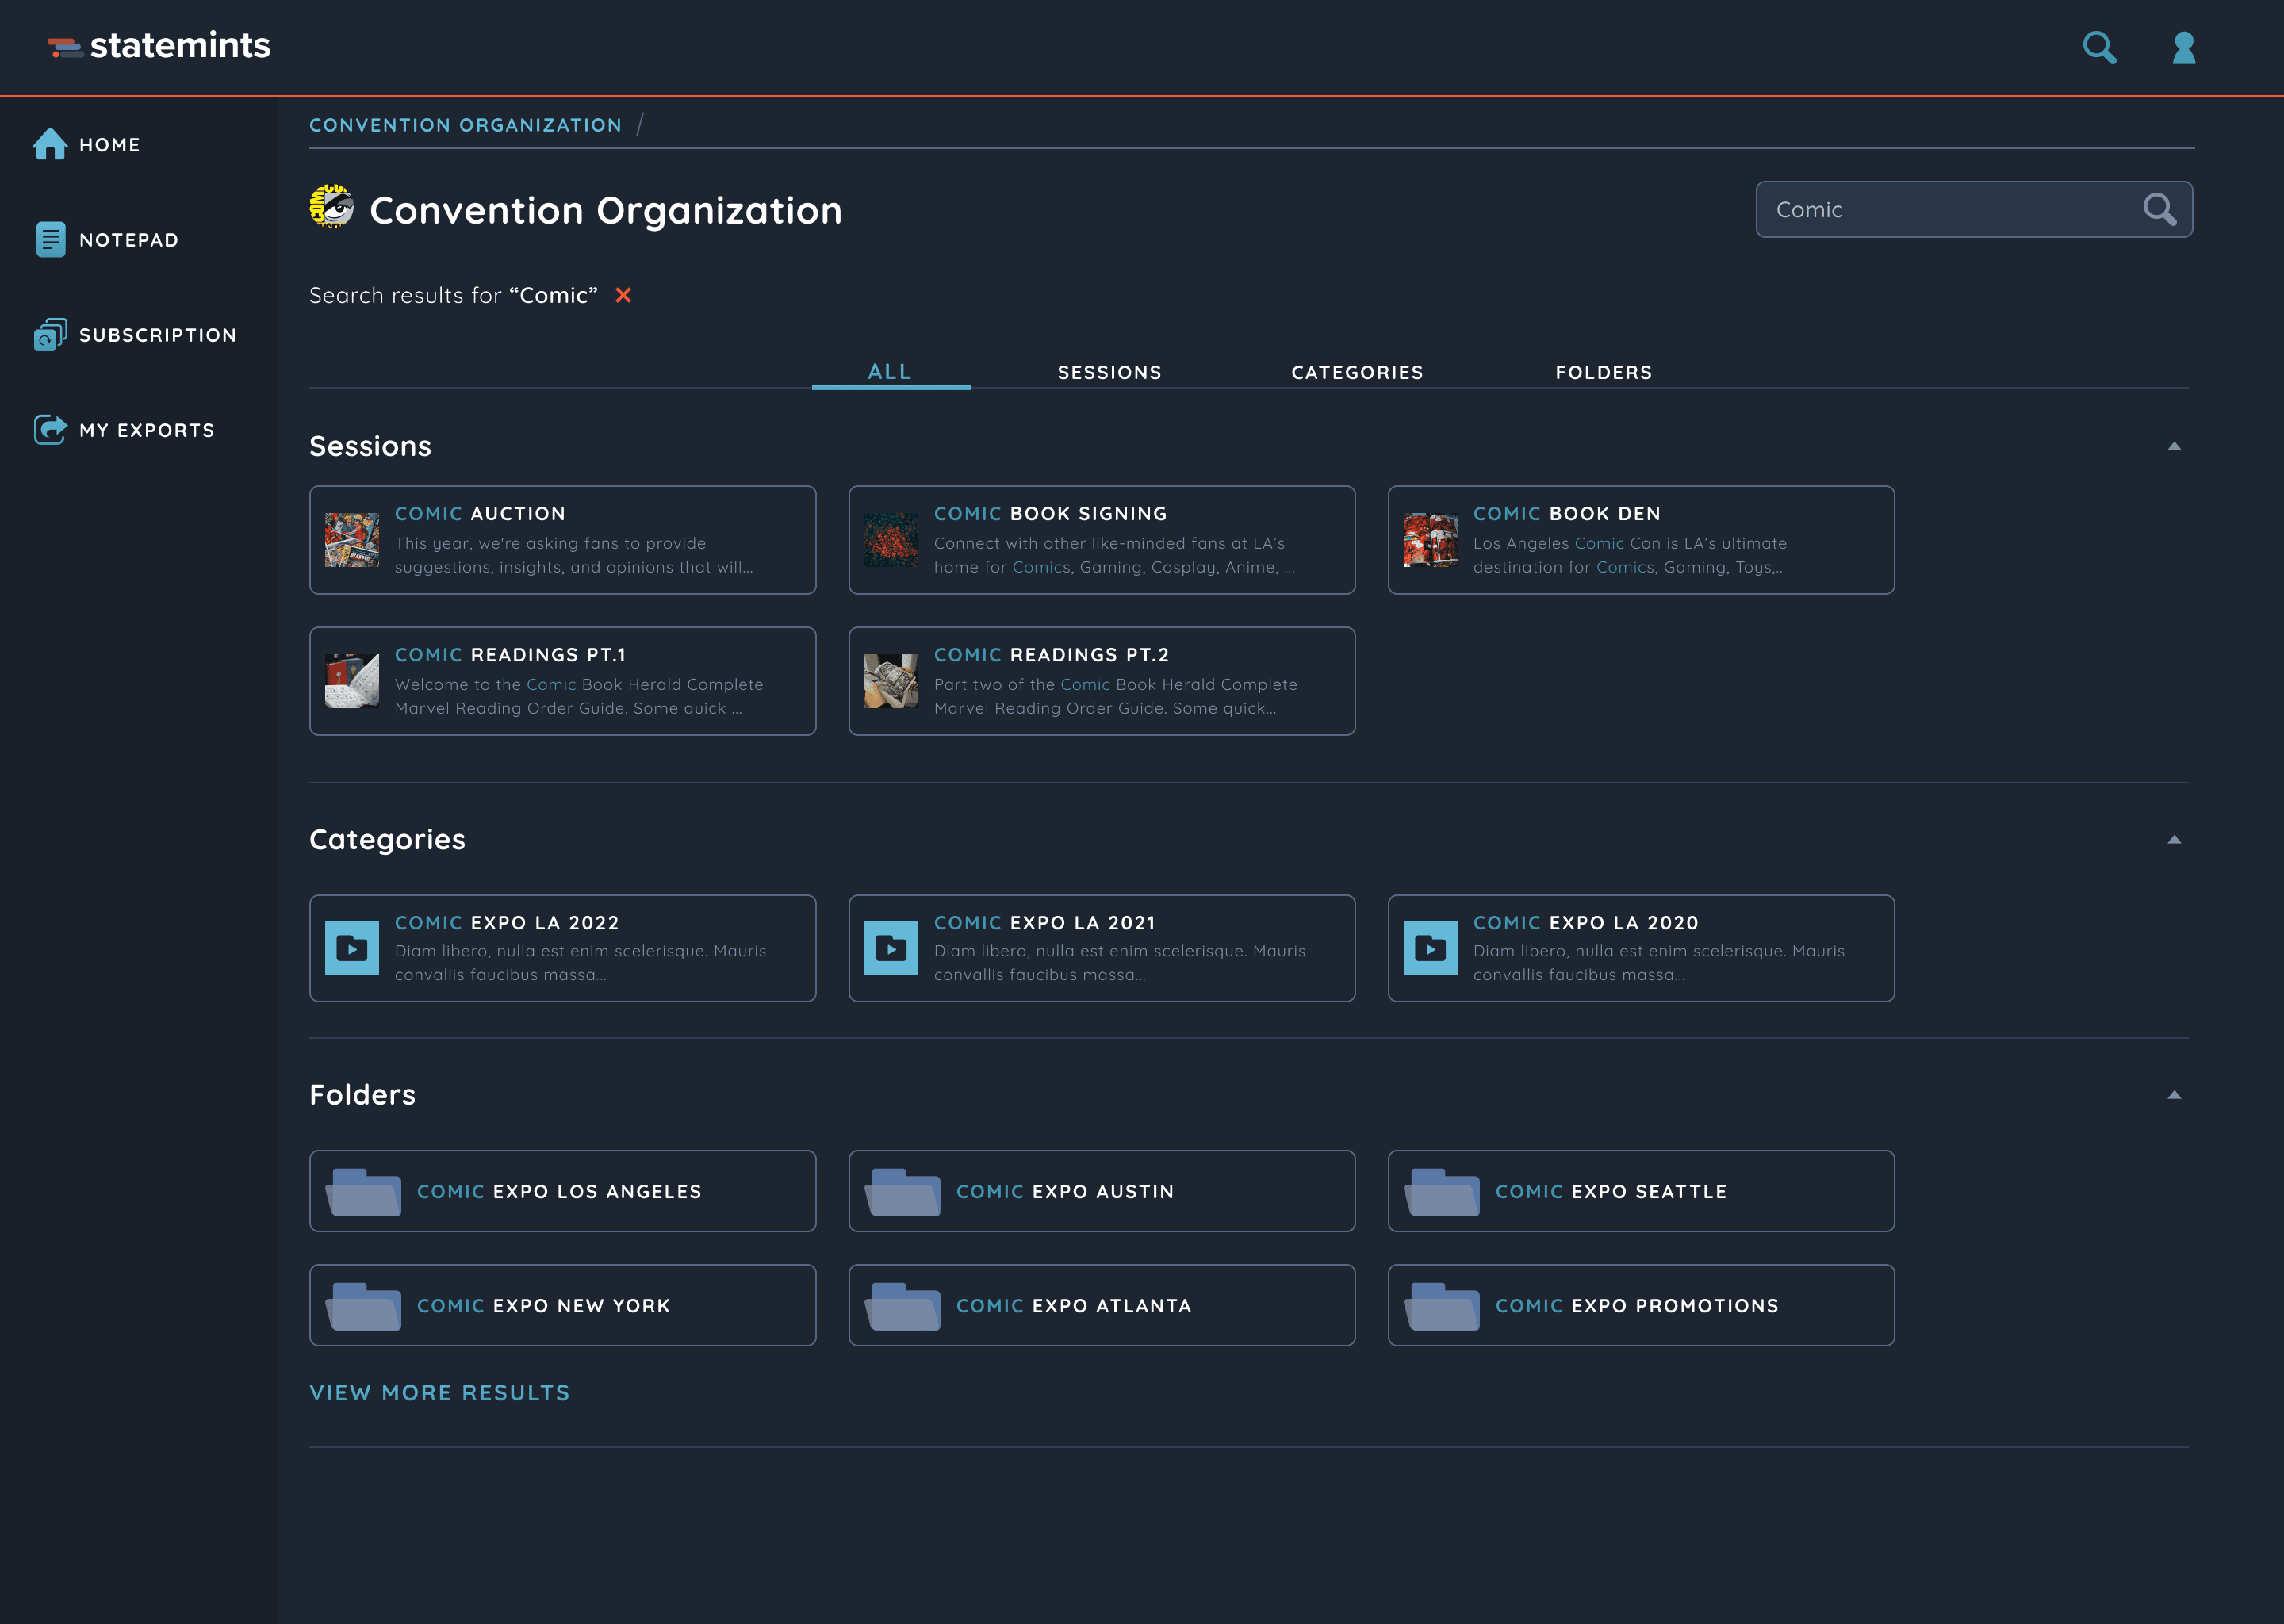 statemints
CONVENTION ORGANIZATION /
HOME
NOTEPAD
SUBSCRIPTION
MY EXPORTS
Convention Organization
Comic
Search results for “Comic”
ALL
SESSIONS
CATEGORIES
FOLDERS
Sessions
COMIC AUCTION
This year, we're asking fans to provide
suggestions, insights, and opinions that will...
COMIC BOOK SIGNING
Connect with other like-minded fans at LA’s
home for Comics, Gaming, Cosplay, Anime, ...
COMIC BOOK DEN
Los Angeles Comic Con is LA’s ultimate
destination for Comics, Gaming, Toys,..
COMIC READINGS PT.1
Welcome to the Comic Book Herald Complete
Marvel Reading Order Guide. Some quick ...
COMIC READINGS PT.2
Part two of the Comic Book Herald Complete
Marvel Reading Order Guide. Some quick...
Categories
COMIC EXPO LA 2022
Diam libero, nulla est enim scelerisque. Mauris
convallis faucibus massa...
COMIC EXPO LA 2021
Diam libero, nulla est enim scelerisque. Mauris
convallis faucibus massa...
COMIC EXPO LA 2020
Diam libero, nulla est enim scelerisque. Mauris
convallis faucibus massa...
Folders
COMIC EXPO LOS ANGELES
COMIC EXPO AUSTIN
COMIC EXPO SEATTLE
COMIC EXPO NEW YORK
COMIC EXPO ATLANTA
COMIC EXPO PROMOTIONS
VIEW MORE RESULTS